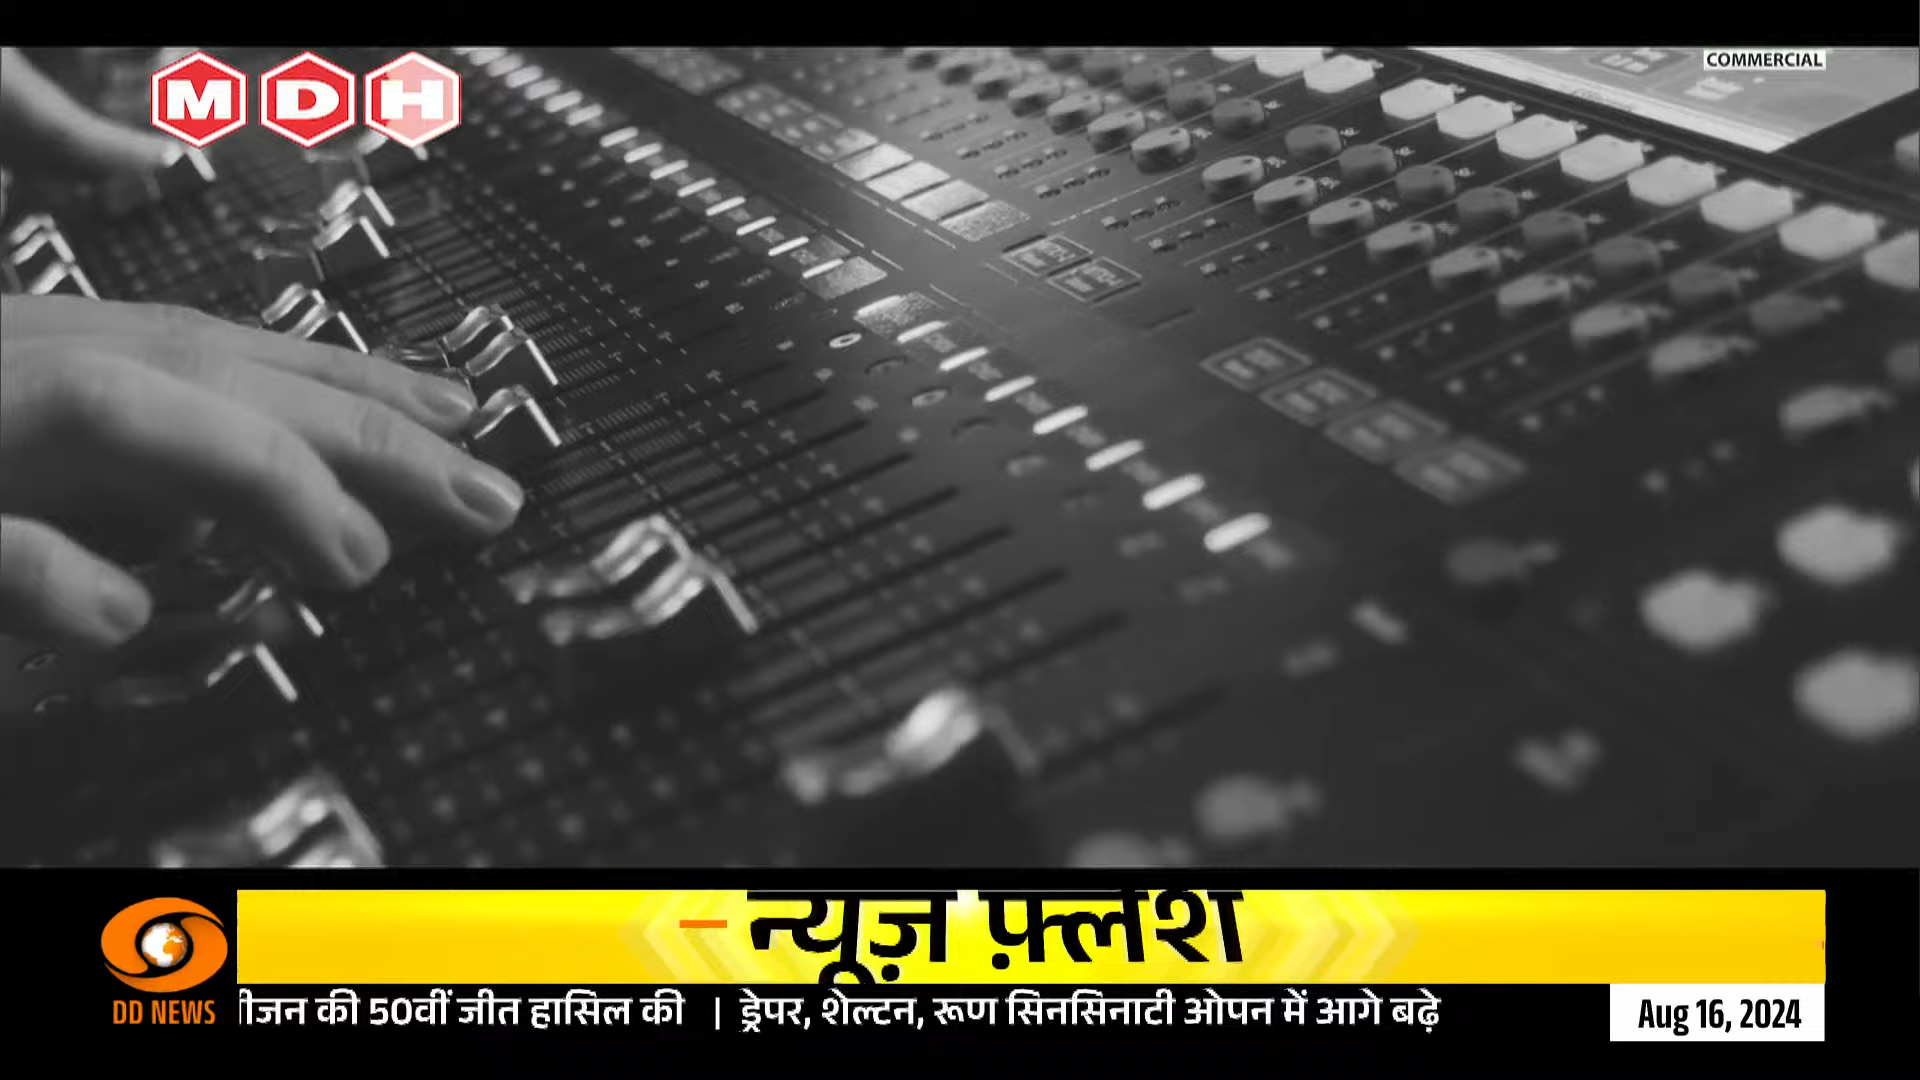 MDH
COMMERCIAL
न्यूज़ फ़्लैश
DD NEWS
ीजन की 50वीं जीत हासिल की | ड्रेपर, शेल्टन, रूण सिनसिनाटी ओपन में आगे बढ़े
Aug 16, 2024